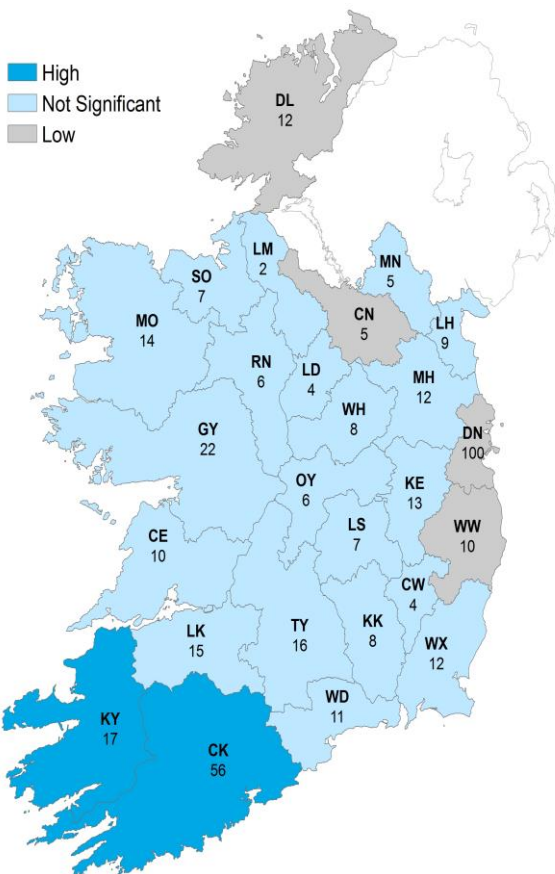 High
Not Significant
Low
DL
12
LM
2
SO
7
MN
5
CN
5
MO
14
LH
9
RN
6
LD
4
MH
12
WH
8
GY
22
DN
100
OY
6
KE
13
LS
7
WW
10
CE
10
CW
4
LK
15
TY
16
KK
8
WX
12
WD
11
KY
17
CK
56